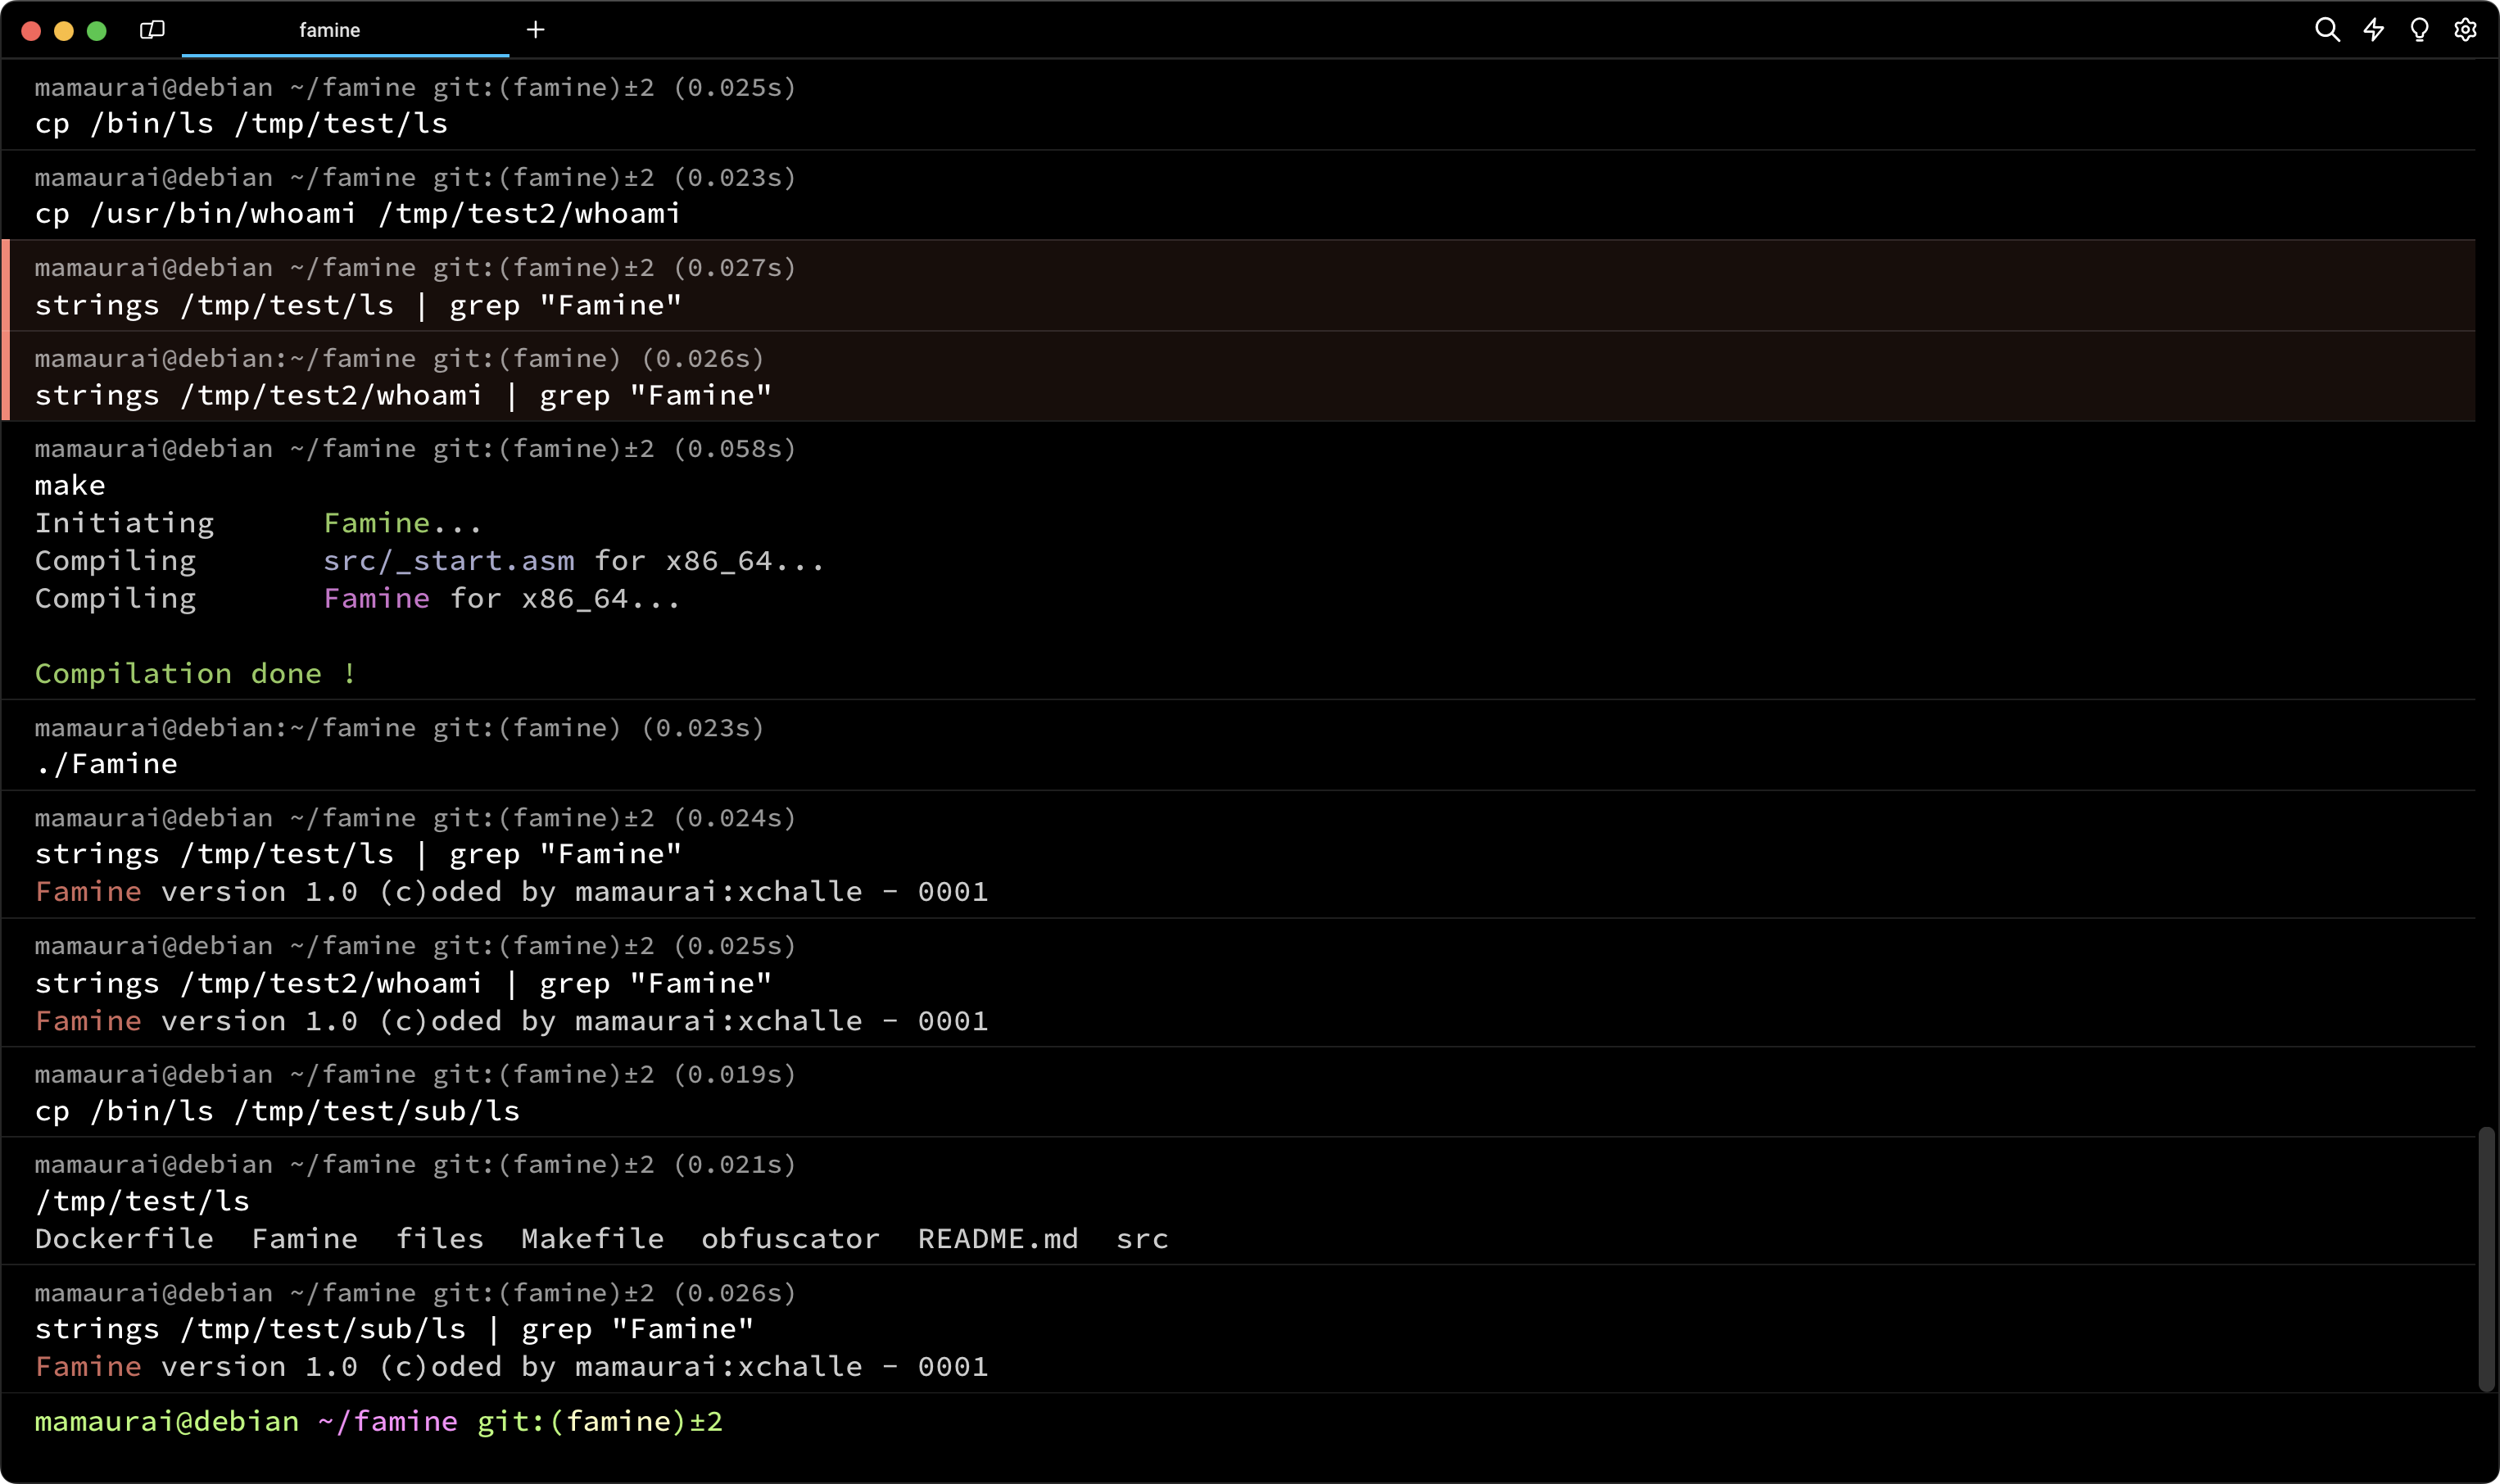 famine
mamaurai@debian ~/famine git:(famine)±2 (0.025s)
cp /bin/ls /tmp/test/ls
mamaurai@debian ~/famine git:(famine)±2 (0.023s)
cp /usr/bin/whoami /tmp/test2/whoami
mamaurai@debian ~/famine git:(famine)±2 (0.027s)
strings /tmp/test/ls | grep "Famine"
mamaurai@debian:~/famine git:(famine) (0.026s)
strings /tmp/test2/whoami | grep "Famine"
mamaurai@debian ~/famine git:(famine)±2 (0.058s)
make
Initiating       Famine...
Compiling        src/_start.asm for x86_64...
Compiling        Famine for x86_64...
Compilation done !
mamaurai@debian:~/famine git:(famine) (0.023s)
./Famine
mamaurai@debian ~/famine git:(famine)±2 (0.024s)
strings /tmp/test/ls | grep "Famine"
Famine version 1.0 (c)oded by mamaurai:xchalle - 0001
mamaurai@debian ~/famine git:(famine)±2 (0.025s)
strings /tmp/test2/whoami | grep "Famine"
Famine version 1.0 (c)oded by mamaurai:xchalle - 0001
mamaurai@debian ~/famine git:(famine)±2 (0.019s)
cp /bin/ls /tmp/test/sub/ls
mamaurai@debian ~/famine git:(famine)±2 (0.021s)
/tmp/test/ls
Dockerfile  Famine  files  Makefile  obfuscator  README.md  src
mamaurai@debian ~/famine git:(famine)±2 (0.026s)
strings /tmp/test/sub/ls | grep "Famine"
Famine version 1.0 (c)oded by mamaurai:xchalle - 0001
mamaurai@debian ~/famine git:(famine)±2